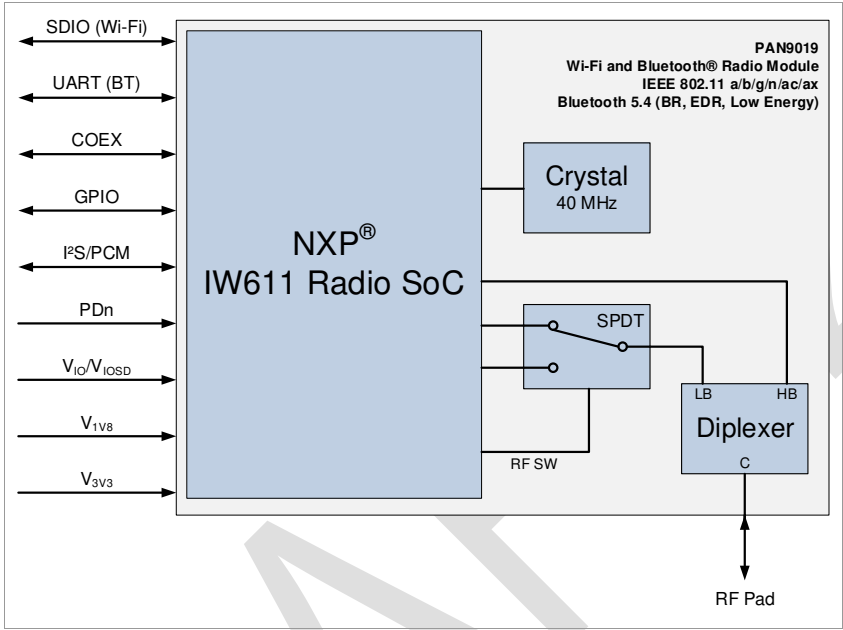 SDIO (Wi-Fi)
UART (BT)
COEX
GPIO
I²S/PCM
PDn
VIO/VIOSD
V1V8
V3V3
NXP®
IW611 Radio SoC
PAN9019
Wi-Fi and Bluetooth® Radio Module
IEEE 802.11 a/b/g/n/ac/ax
Bluetooth 5.4 (BR, EDR, Low Energy)
Crystal
40 MHz
SPDT
RF SW
LB
HB
Diplexer
C
RF Pad